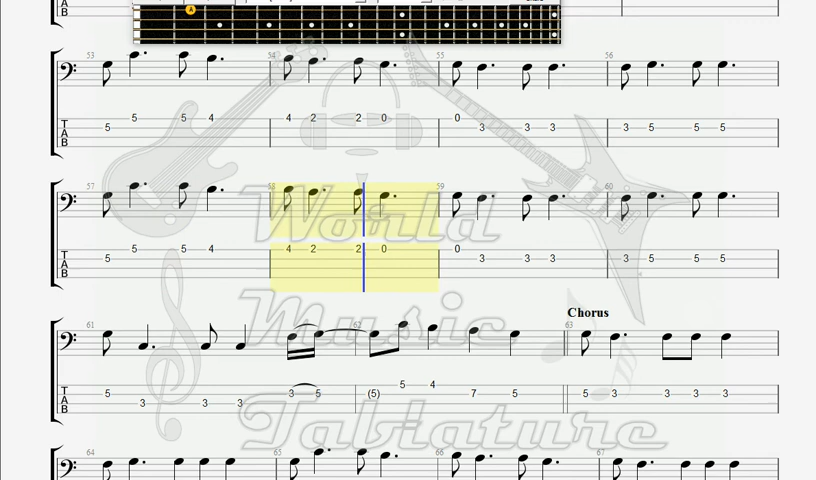 A
53 54 55 56
T A B 5 5 5 4 4 2 2 0 0 3 3 3 3 5 5 5
57 58 59 60
World
T A B 5 5 5 4 4 2 2 0 0 3 3 3 3 5 5 5
Music
Chorus
61 62 63
T A B 5 3 3 3 3 5 (5) 5 4 7 5 5 3 3 3 3
Tablature
64 65 66 67